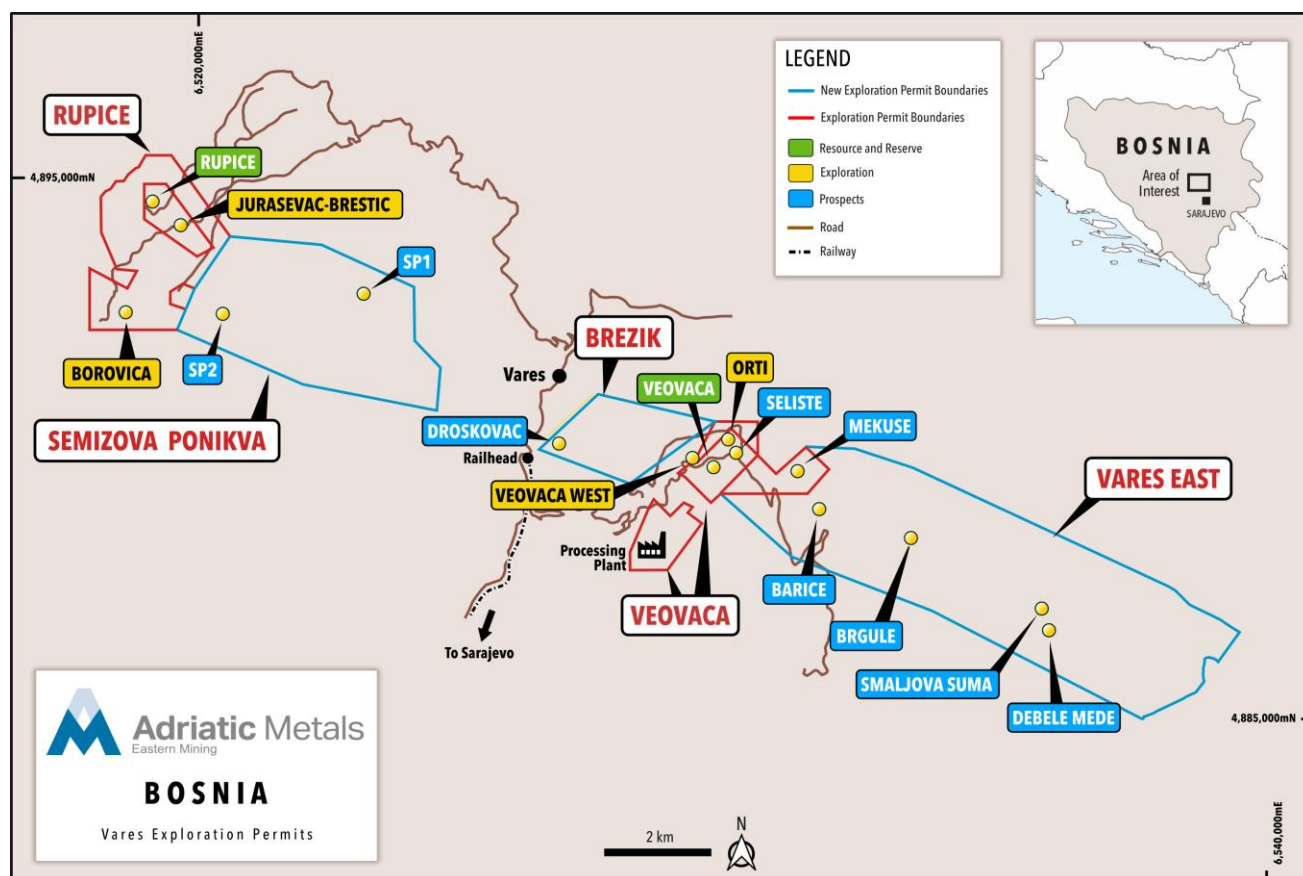 6,520,000mE
4,895,000mN
RUPICE
RUPICE
JURASEVAC-BRESTIC
SP1
BOROVICA
SP2
SEMIZOVA PONIKVA
LEGEND
New Exploration Permit Boundaries
Exploration Permit Boundaries
Resource and Reserve
Exploration
Prospects
Road
Railway
BOSNIA
Area of
Interest
SARAJEVO
BREZIK
Vares
VEOVACA
ORTI
SELISTE
DROSKOVAC
MEKUSE
Railhead
VEOVACA WEST
VARES EAST
Processing
Plant
VEOVACA
BARICE
BRGULE
To Sarajevo
SMALJOVA SUMA
DEBELE MEDE
4,885,000mN
6,540,000mE
Adriatic Metals
Eastern Mining
BOSNIA
Vares Exploration Permits
2 km
N